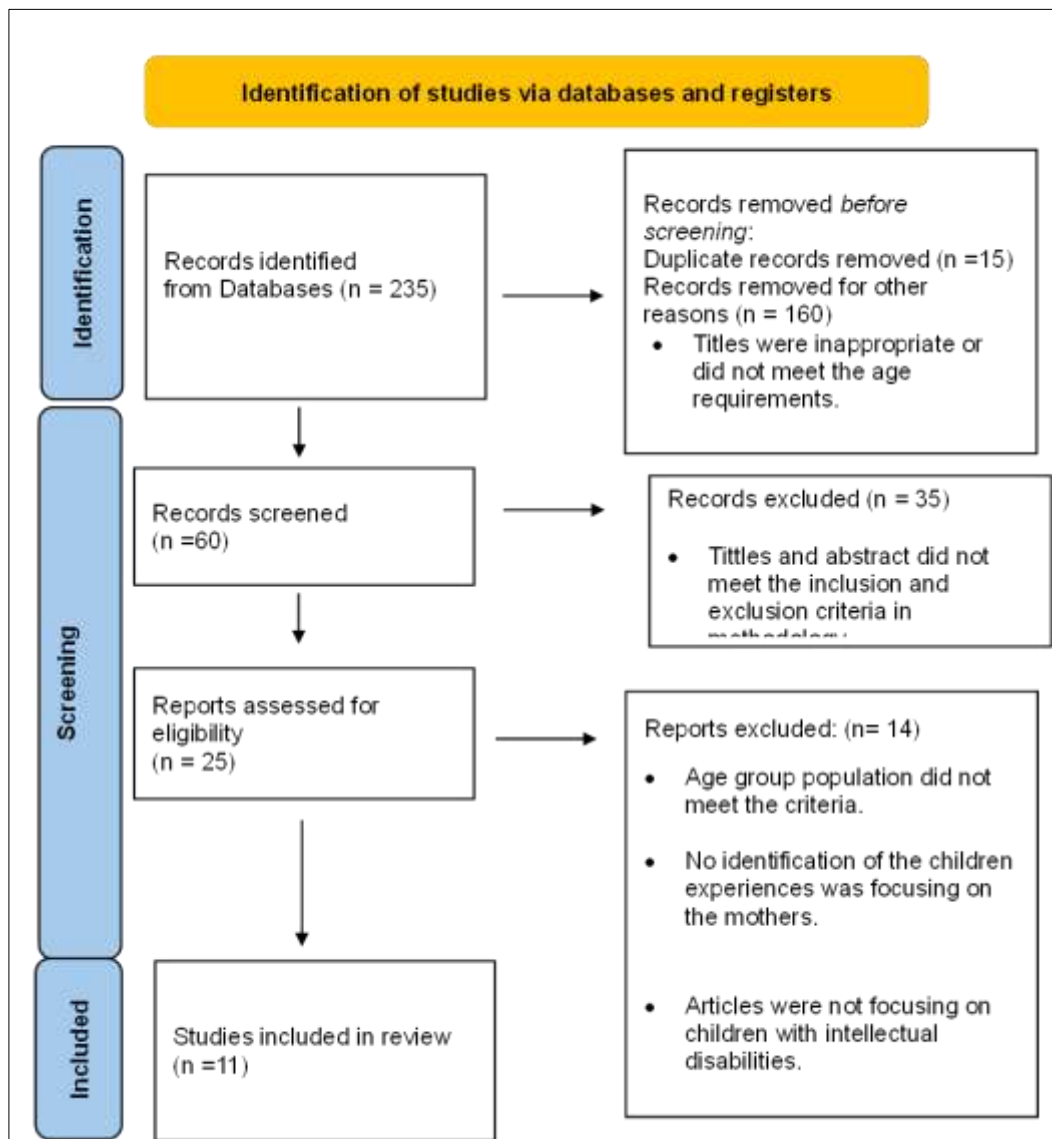 Identification of studies via databases and registers
Identification
Records identified
from Databases (n = 235)
Records removed before
screening:
Duplicate records removed (n =15)
Records removed for other
reasons (n = 160)
• Titles were inappropriate or
did not meet the age
requirements.
Screening
Records screened
(n =60)
Records excluded (n = 35)
• Tittles and abstract did not
meet the inclusion and
exclusion criteria in
Reports assessed for
eligibility
(n = 25)
Reports excluded: (n= 14)
• Age group population did not
meet the criteria.
• No identification of the children
experiences was focusing on
the mothers.
• Articles were not focusing on
children with intellectual
disabilities.
Included
Studies included in review
(n =11)